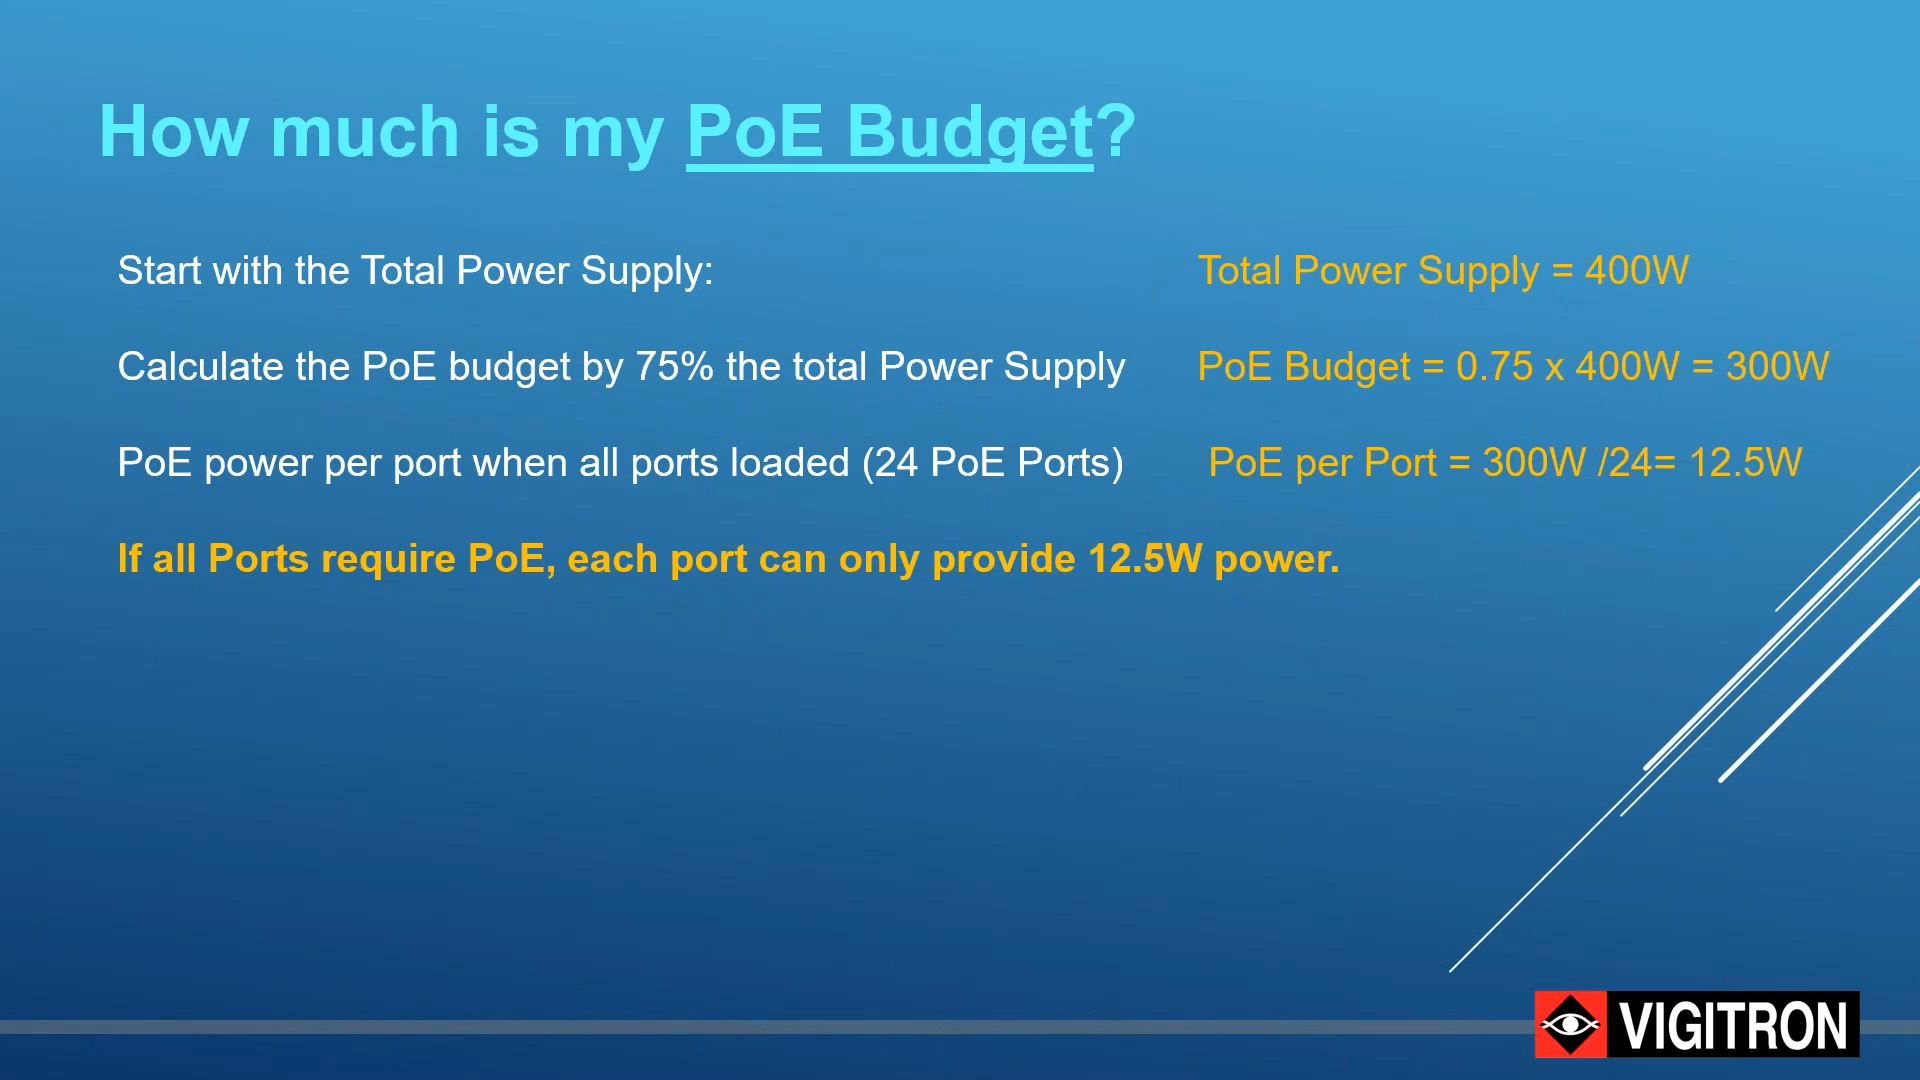 How much is my PoE Budget?
Start with the Total Power Supply: Total Power Supply = 400W
Calculate the PoE budget by 75% the total Power Supply PoE Budget = 0.75 x 400W = 300W
PoE power per port when all ports loaded (24 PoE Ports) PoE per Port = 300W /24= 12.5W
If all Ports require PoE, each port can only provide 12.5W power.
VIGITRON